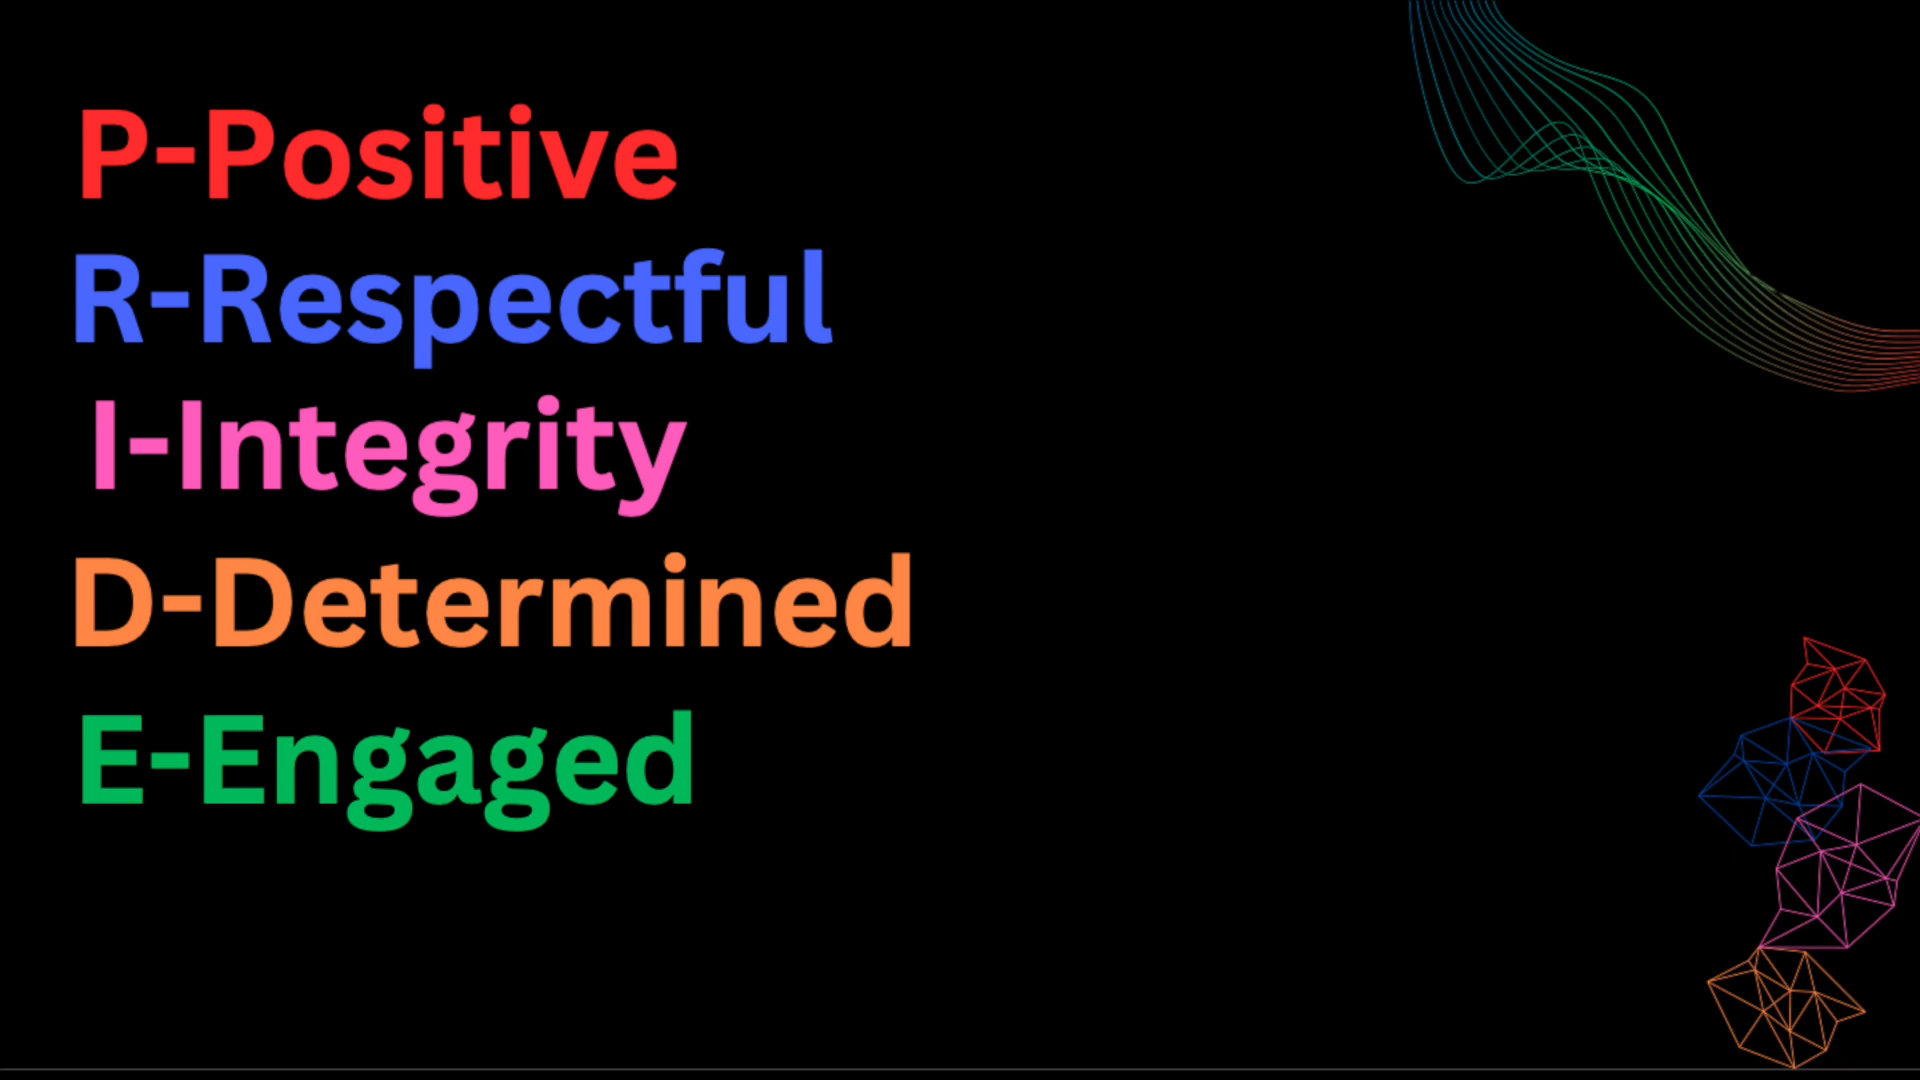 P-Positive
R-Respectful
I-Integrity
D-Determined
E-Engaged